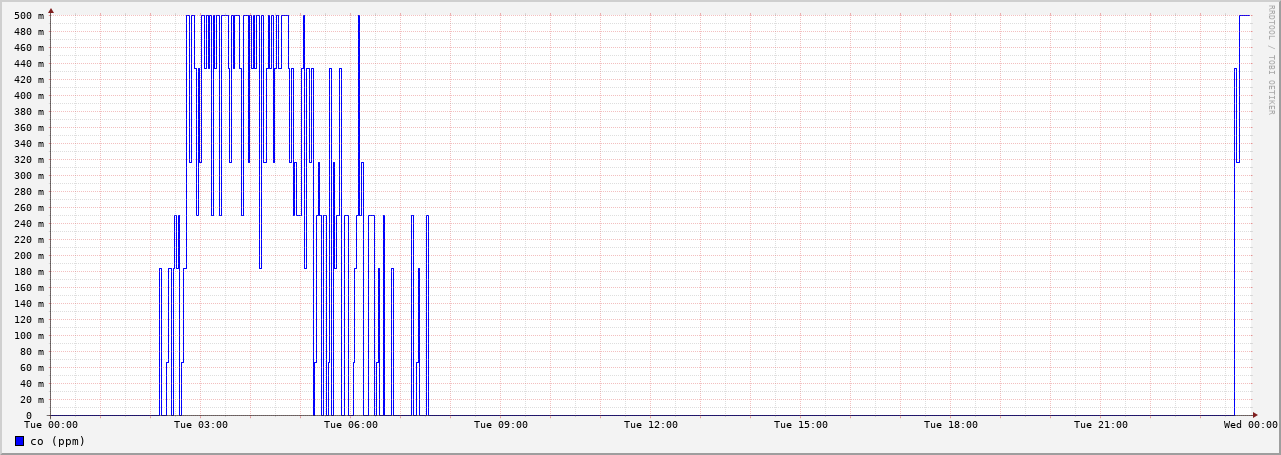 500 m
480 m
460 m
440 m
420 m
400 m
380 m
360 m
340 m
320 m
300 m
280 m
260 m
240 m
220 m
200 m
180 m
160 m
140 m
120 m
100 m
80 m
60 m
40 m
20 m
0
Tue 00:00 Tue 03:00 Tue 06:00 Tue 09:00 Tue 12:00 Tue 15:00 Tue 18:00 Tue 21:00 Wed 00:00
co (ppm)
RRDTOOL / TOBI OETIKER